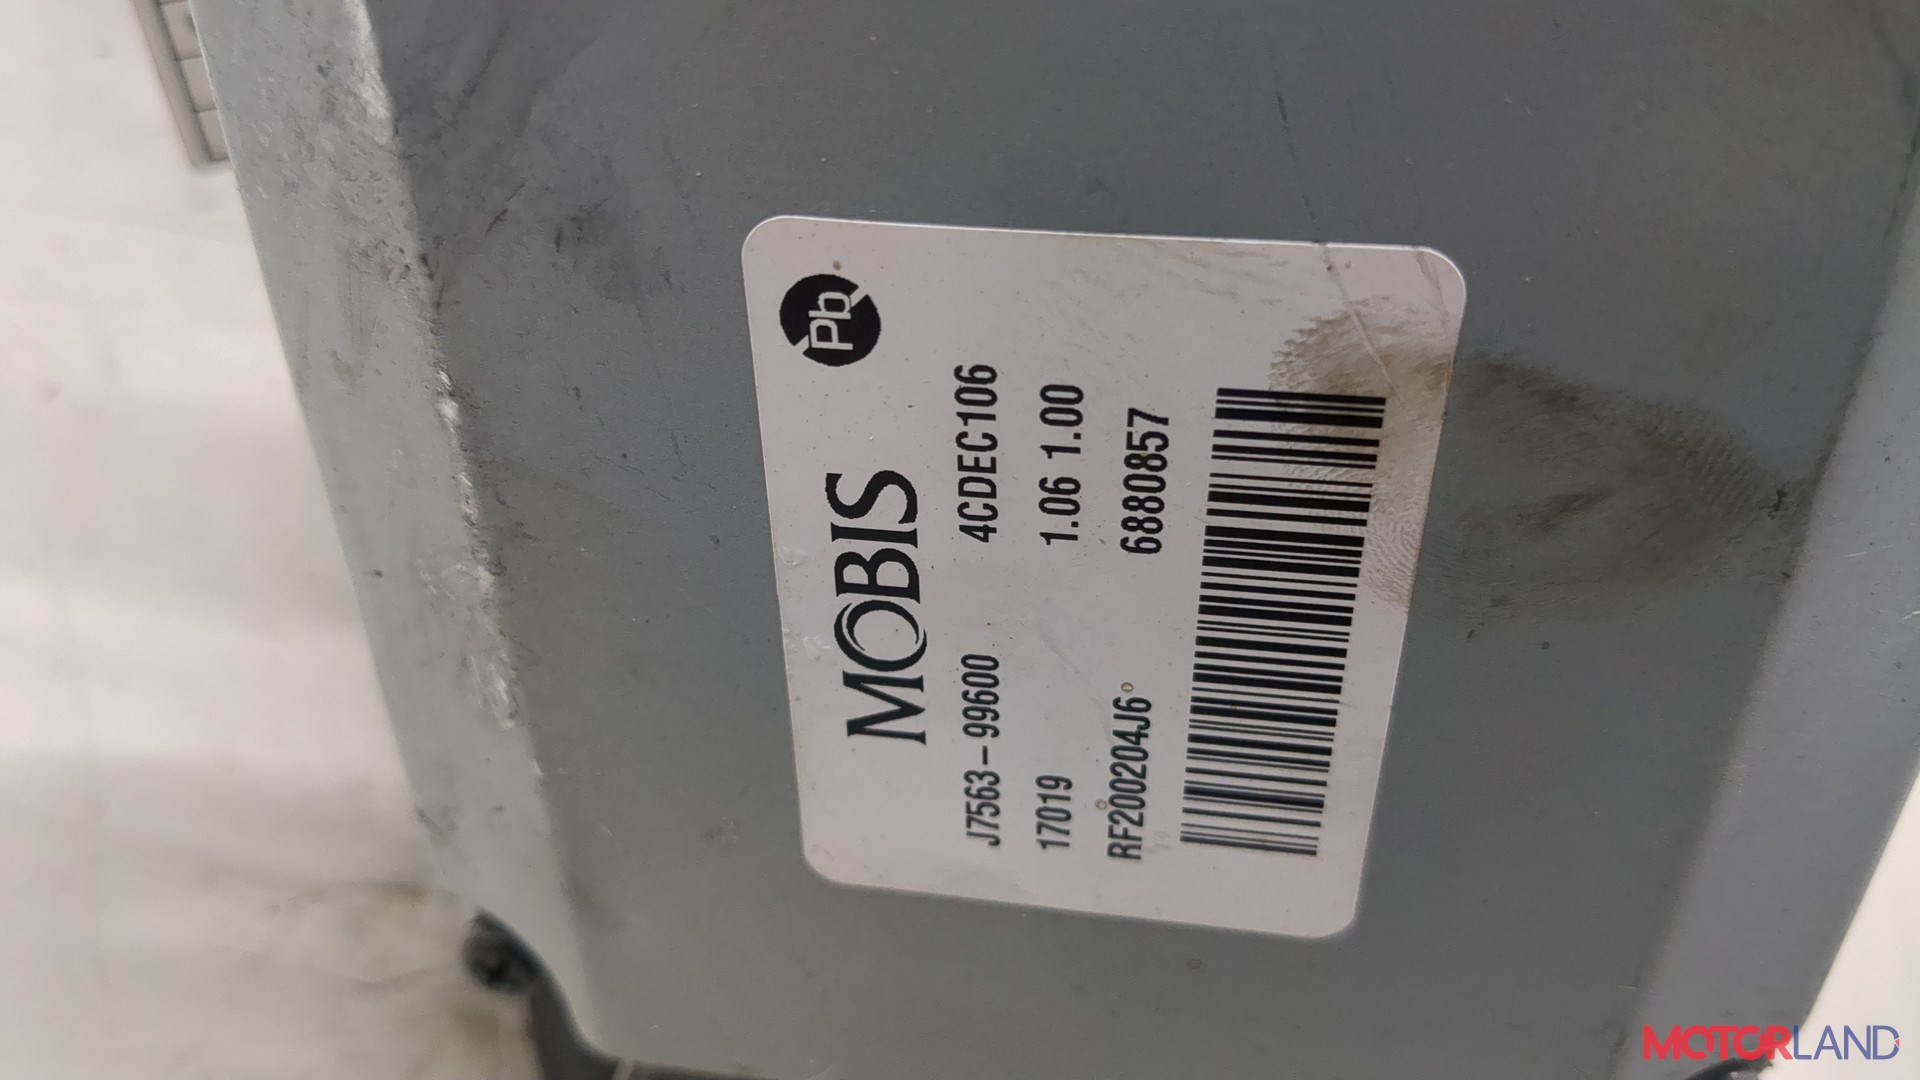 Pb
MOBIS
J7563-99600 4CDEC106
17019 1.06 1.00
RF200204J6 6880857
MOTORLAND